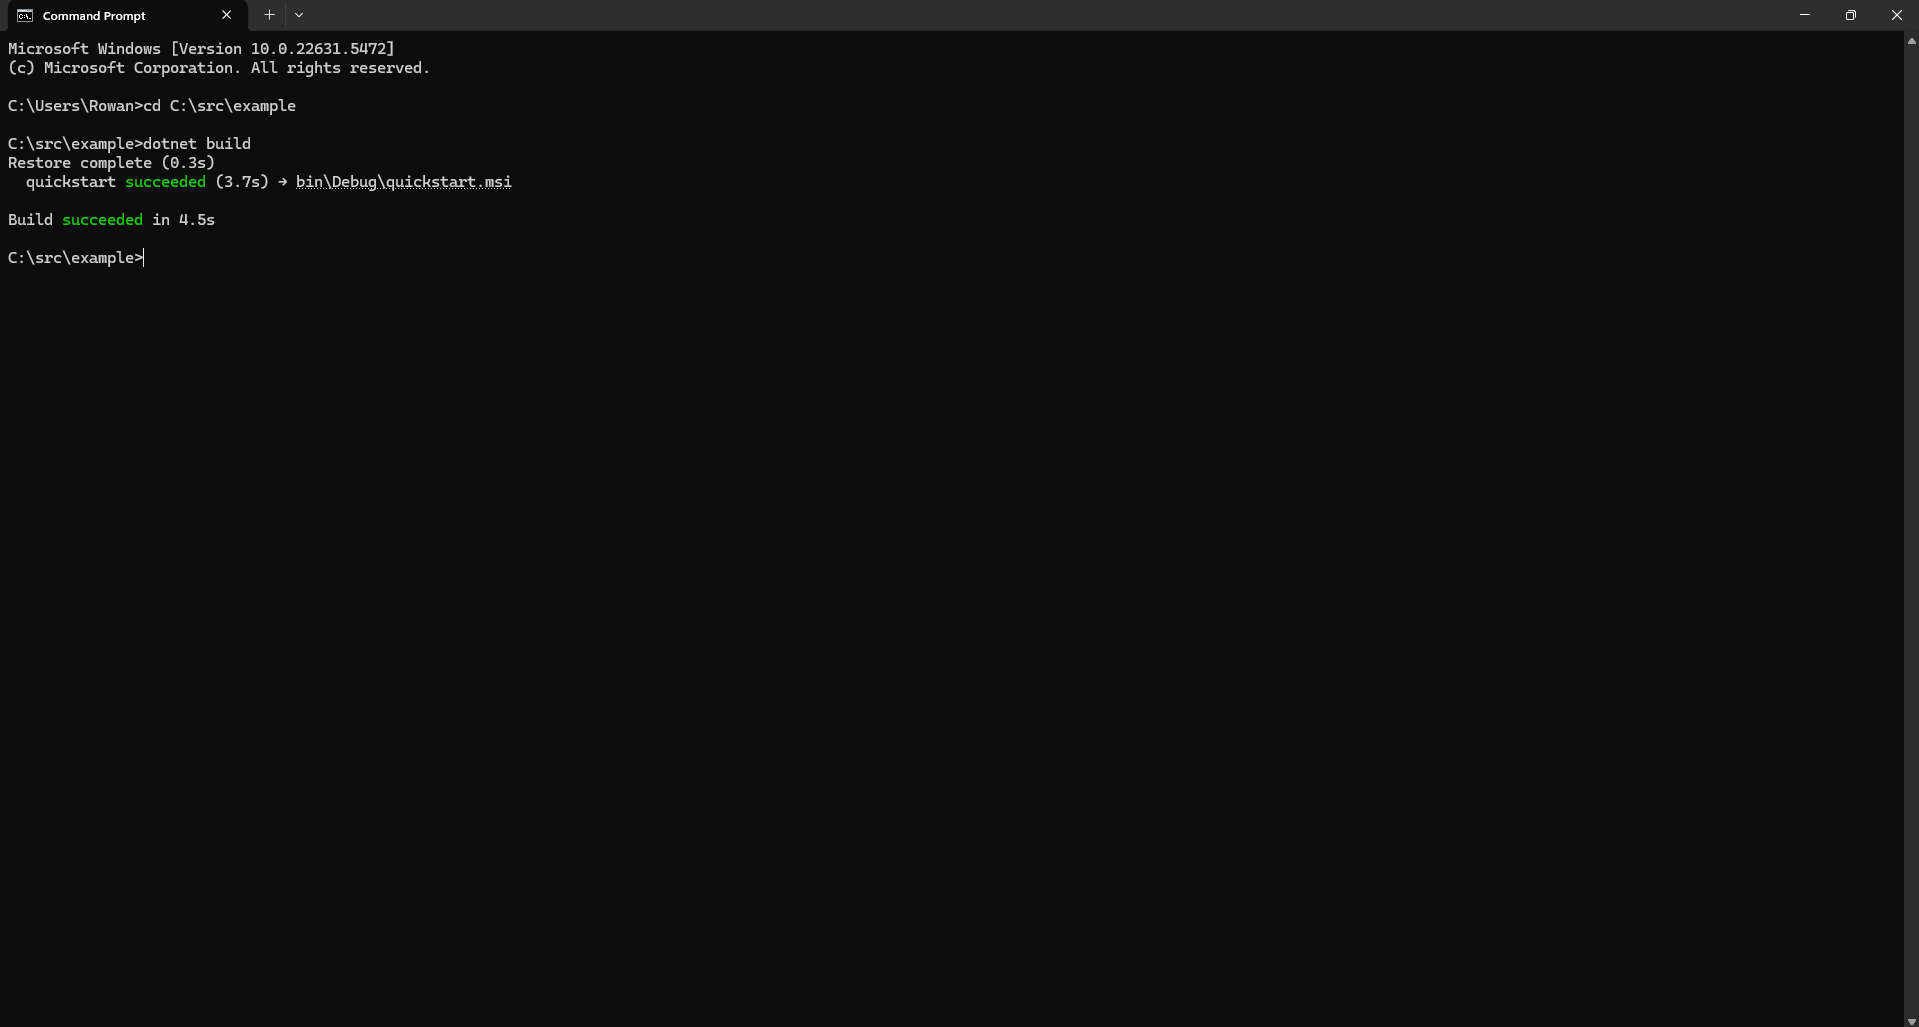 Command Prompt
Microsoft Windows [Version 10.0.22631.5472]
(c) Microsoft Corporation. All rights reserved.
C:\Users\Rowan>cd C:\src\example
C:\src\example>dotnet build
Restore complete (0.3s)
  quickstart succeeded (3.7s) → bin\Debug\quickstart.msi
Build succeeded in 4.5s
C:\src\example>